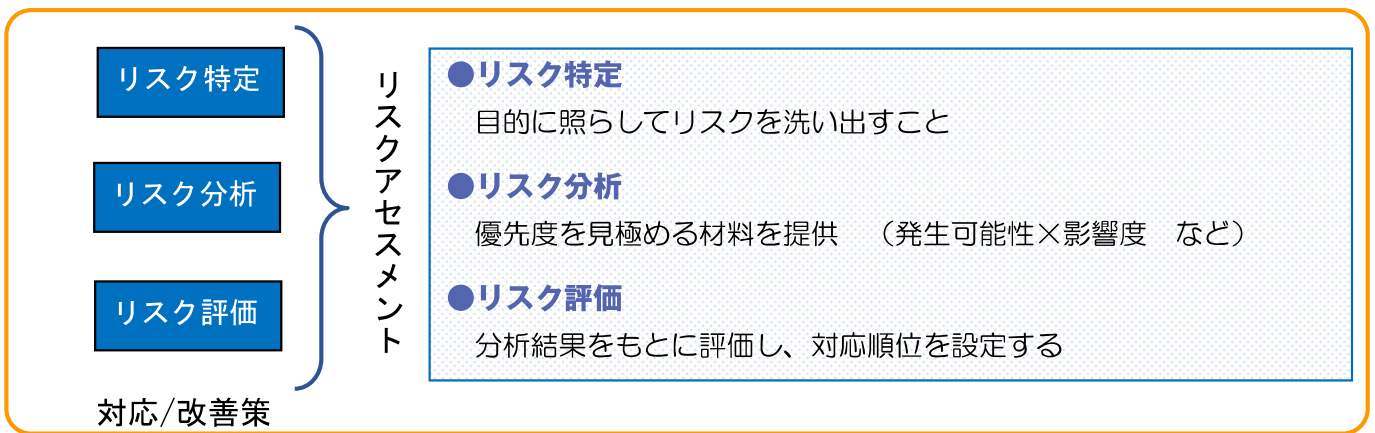 リスク特定
リスク分析
リスク評価
対応/改善策
リスクアセスメント
●リスク特定
目的に照らしてリスクを洗い出すこと
●リスク分析
優先度を見極める材料を提供　（発生可能性×影響度　など）
●リスク評価
分析結果をもとに評価し、対応順位を設定する